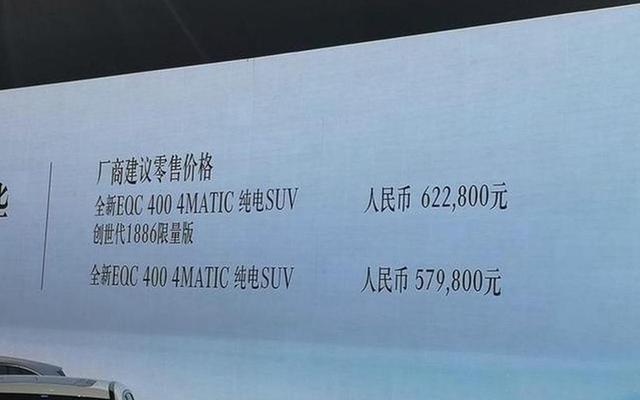 厂商建议零售价格
全新EQC 400 4MATIC 纯电SUV 人民币 622,800元
创世代1886限量版
全新EQC 400 4MATIC 纯电SUV 人民币 579,800元